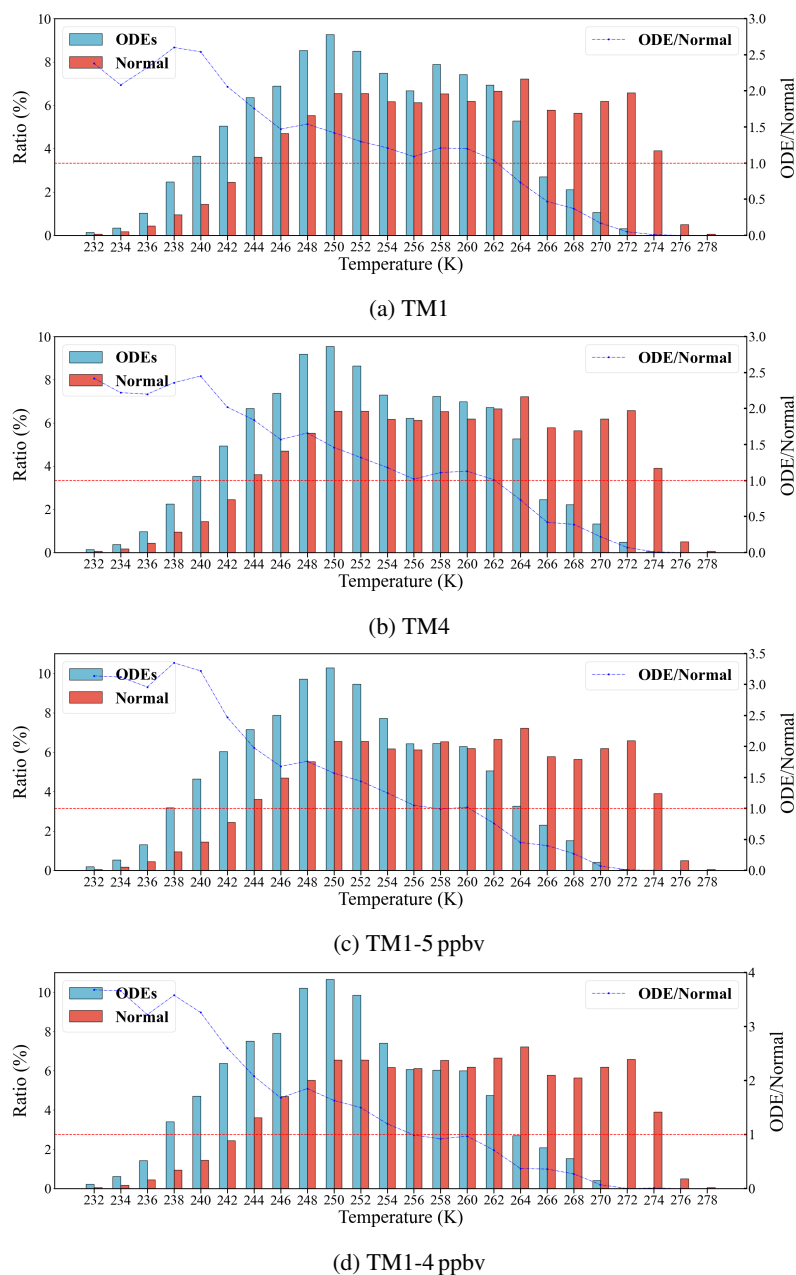 10
8
6
4
2
0
Ratio (%)
ODEs
Normal
ODE/Normal
3.0
2.5
2.0
1.5
1.0
0.5
0.0
ODE/Normal
232 234 236 238 240 242 244 246 248 250 252 254 256 258 260 262 264 266 268 270 272 274 276 278
Temperature (K)
(a) TM1
10
8
6
4
2
0
Ratio (%)
ODEs
Normal
ODE/Normal
3.0
2.5
2.0
1.5
1.0
0.5
0.0
ODE/Normal
232 234 236 238 240 242 244 246 248 250 252 254 256 258 260 262 264 266 268 270 272 274 276 278
Temperature (K)
(b) TM4
10
8
6
4
2
0
Ratio (%)
ODEs
Normal
ODE/Normal
3.5
3.0
2.5
2.0
1.5
1.0
0.5
0.0
ODE/Normal
232 234 236 238 240 242 244 246 248 250 252 254 256 258 260 262 264 266 268 270 272 274 276 278
Temperature (K)
(c) TM1-5 ppbv
10
8
6
4
2
0
Ratio (%)
ODEs
Normal
ODE/Normal
4
3
2
1
0
ODE/Normal
232 234 236 238 240 242 244 246 248 250 252 254 256 258 260 262 264 266 268 270 272 274 276 278
Temperature (K)
(d) TM1-4 ppbv